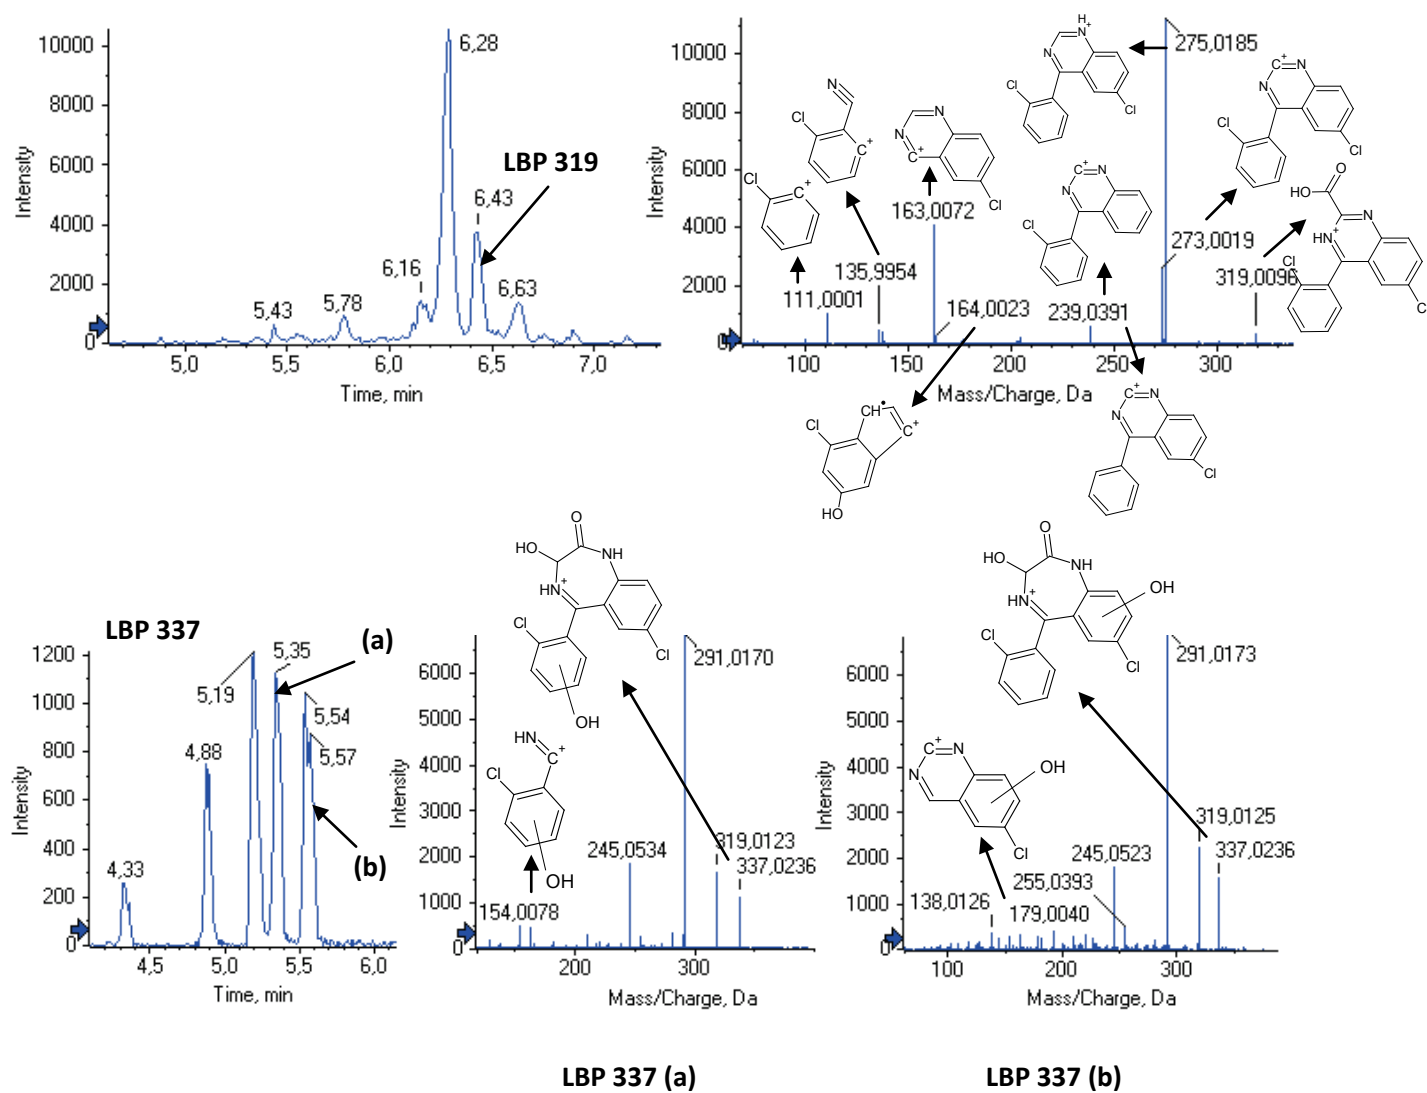 10000
8000
6000
4000
2000
0
Intensity
6,28
LBP 319
6,43
6,16
5,43
5,78
6,63
5,0
5,5
6,0
6,5
7,0
Time, min
10000
8000
6000
4000
2000
0
Intensity
275,0185
163,0072
135,9954
111,0001
164,0023
239,0391
273,0019
319,0096
100
150
200
250
300
Mass/Charge, Da
N
Cl
C+
Cl
C+
N
N
C+
Cl
H
N+
N
Cl
Cl
C+
N
N
Cl
C+
N
N
Cl
Cl
O
HO
N
HN+
Cl
Cl
CH•
C+
Cl
HO
C+
N
N
Cl
LBP 337
(a)
(b)
1200
1000
800
600
400
200
0
Intensity
4,33
4,88
5,19
5,35
5,54
5,57
4,5
5,0
5,5
6,0
Time, min
O
HO
NH
HN+
Cl
Cl
OH
HN
C+
Cl
OH
6000
5000
4000
3000
2000
1000
0
Intensity
291,0170
319,0123
337,0236
245,0534
154,0078
200
300
Mass/Charge, Da
O
HO
NH
HN+
OH
Cl
Cl
C+
N
N
OH
Cl
6000
5000
4000
3000
2000
1000
0
Intensity
291,0173
319,0125
337,0236
245,0523
255,0393
138,0126
179,0040
100
200
300
Mass/Charge, Da
LBP 337 (a)
LBP 337 (b)